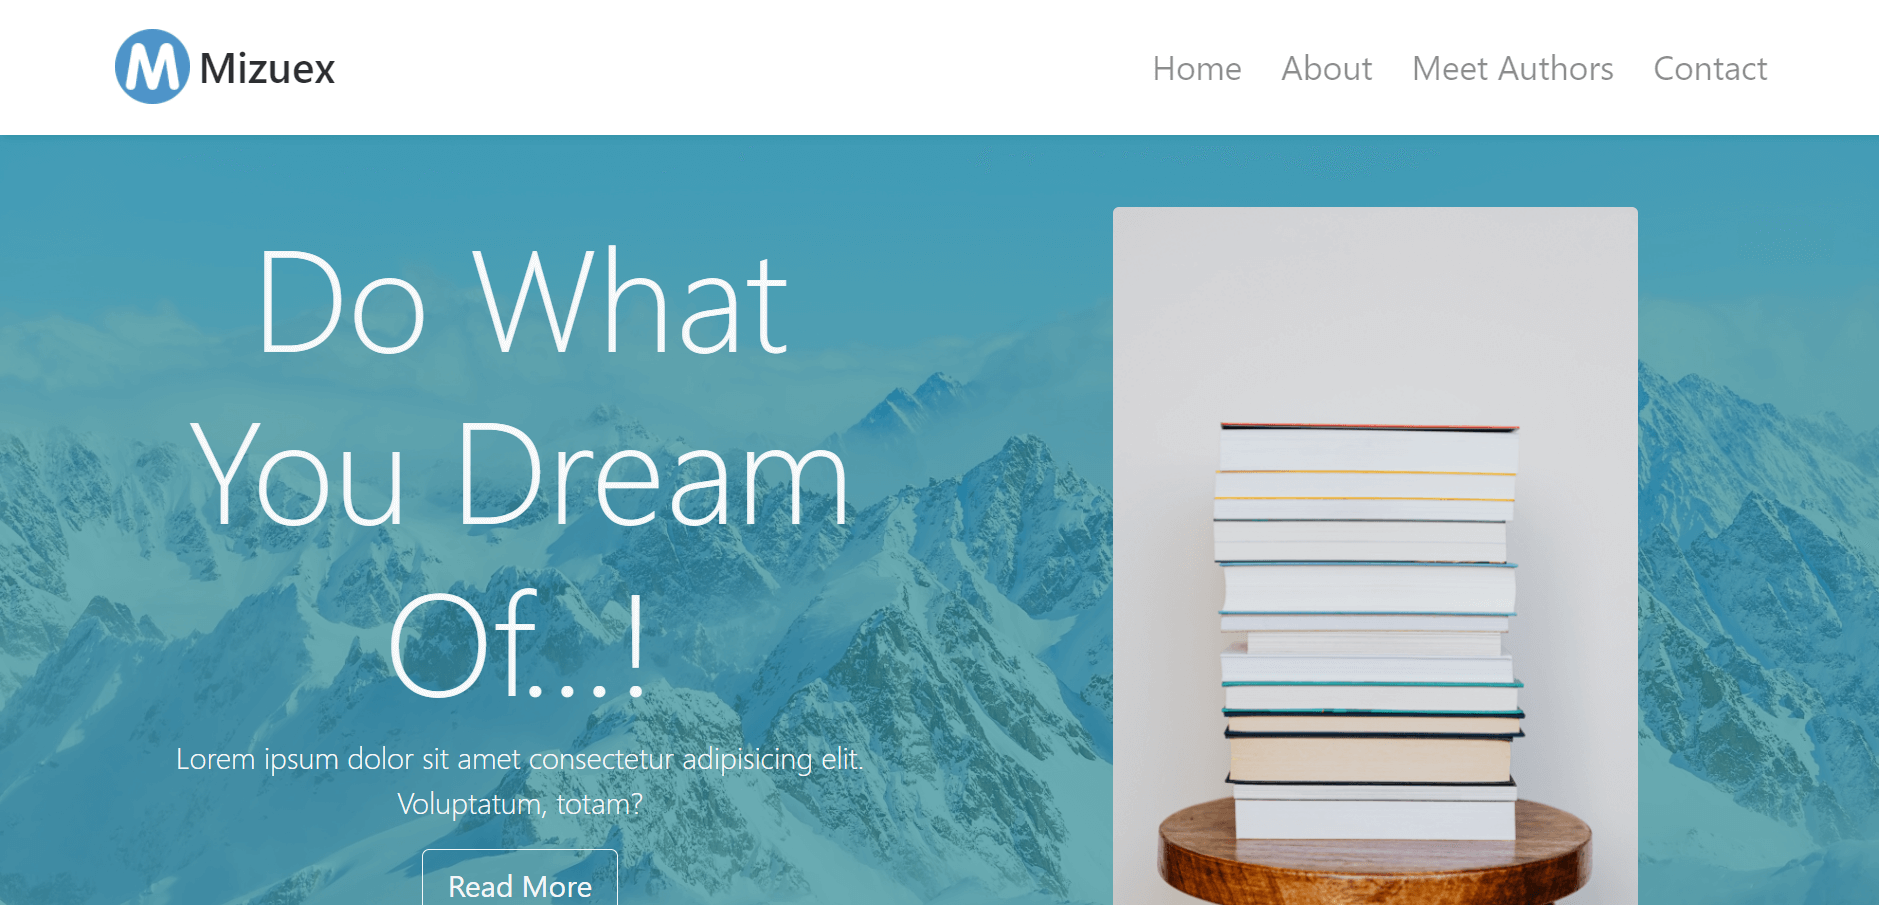 M Mizuex
Home About Meet Authors Contact
Do What
You Dream
Of...!
Lorem ipsum dolor sit amet consectetur adipisicing elit.
Voluptatum, totam?
Read More